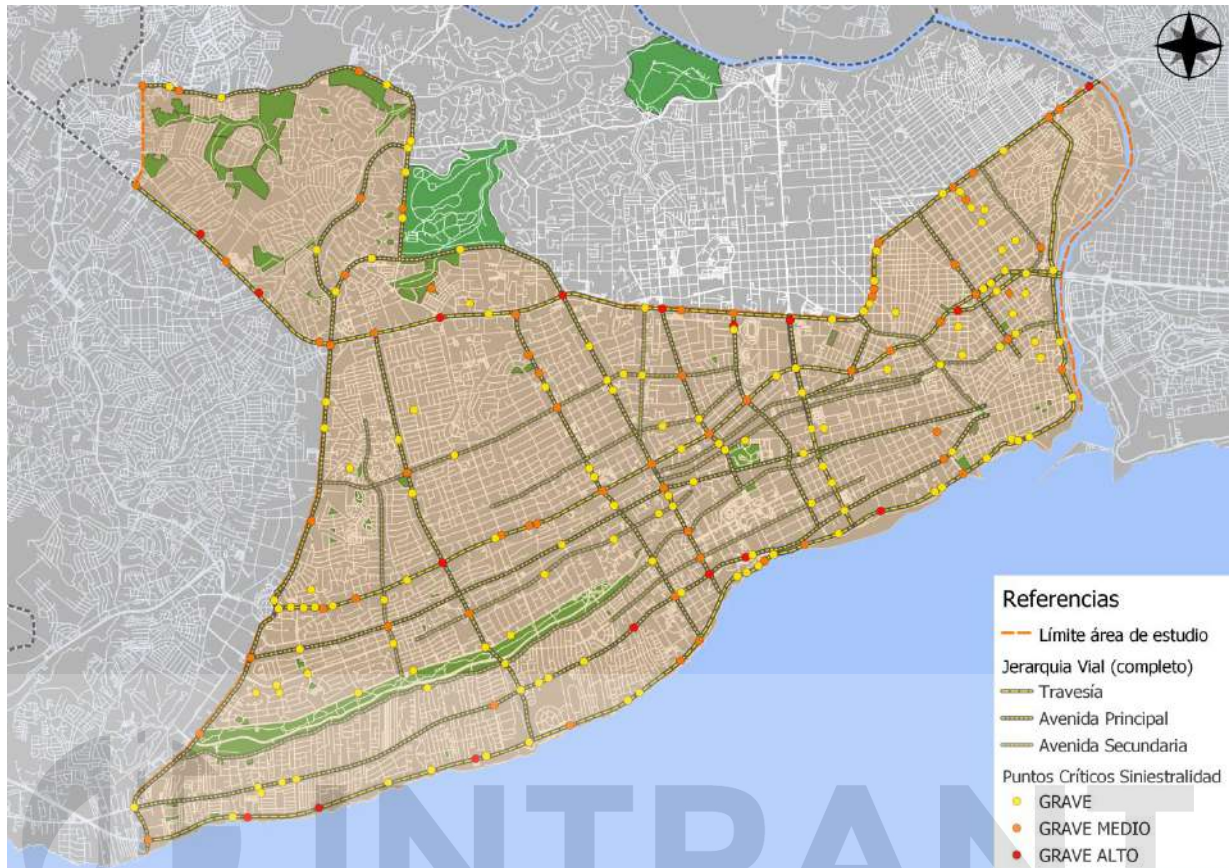 Referencias
Límite área de estudio
Jerarquia Vial (completo)
Travesía
Avenida Principal
Avenida Secundaria
Puntos Críticos Siniestralidad
GRAVE
GRAVE MEDIO
GRAVE ALTO
INTRANT